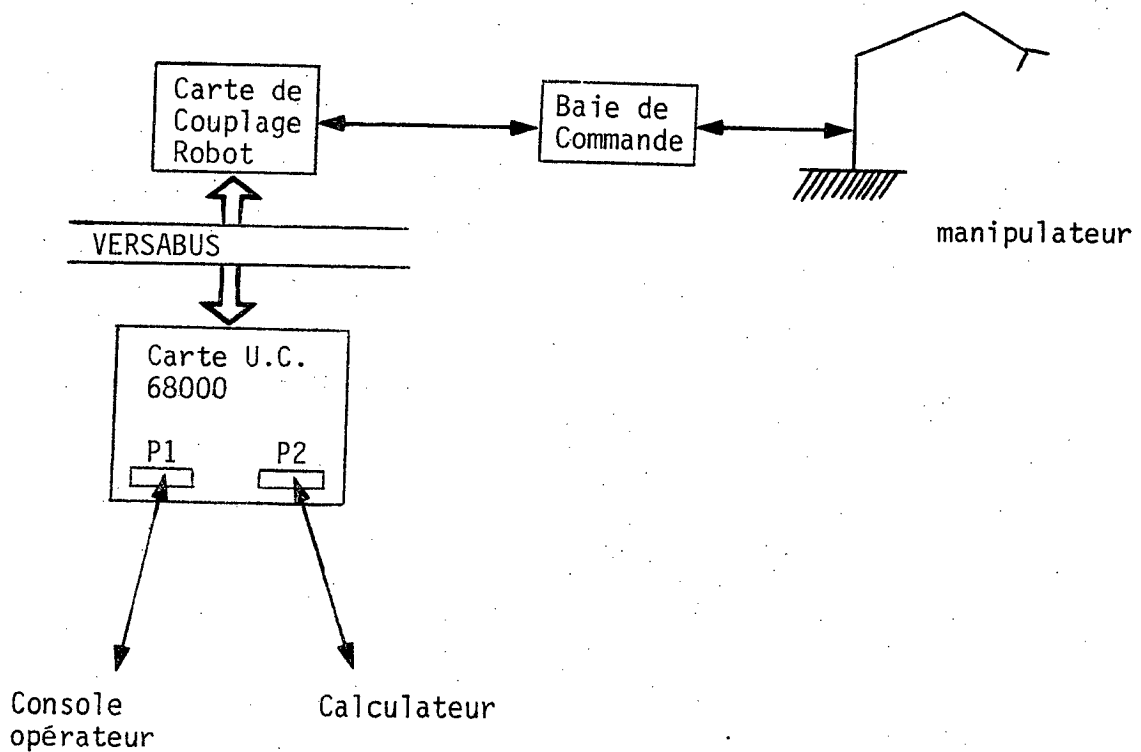 Carte de
Couplage
Robot
Baie de
Commande
manipulateur
VERSABUS
Carte U.C.
68000
P1
P2
Console
opérateur
Calculateur